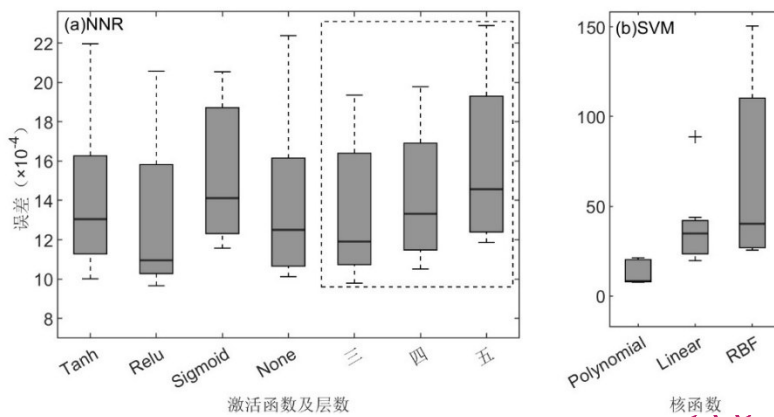 (a)NNR
22
20
18
16
14
12
10
8
误差（×10⁻⁴）
Tanh
Relu
Sigmoid
None
三
四
五
激活函数及层数
(b)SVM
150
100
50
0
Polynomial
Linear
RBF
核函数